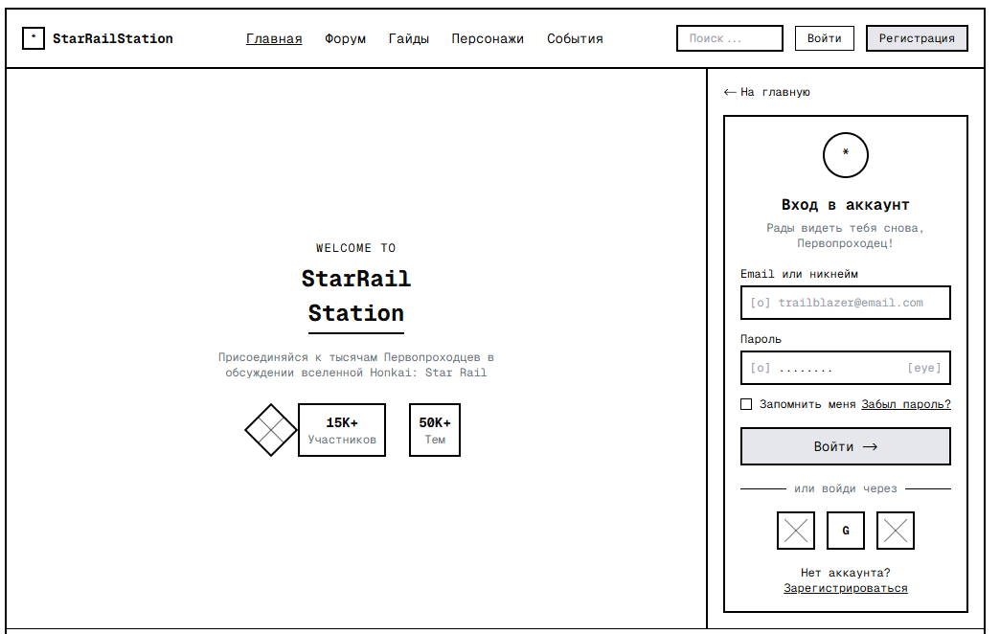 * StarRailStation Главная Форум Гайды Персонажи События Поиск... Войти Регистрация
WELCOME TO
StarRail
Station
Присоединяйся к тысячам Первопроходцев в
обсуждении вселенной Honkai: Star Rail
15K+ 50K+
Участников Тем
← На главную
*
Вход в аккаунт
Рады видеть тебя снова,
Первопроходец!
Email или никнейм
[o] trailblazer@email.com
Пароль
[o] ........ [eye]
Запомнить меня Забыл пароль?
Войти →
или войди через
G
Нет аккаунта?
Зарегистрироваться